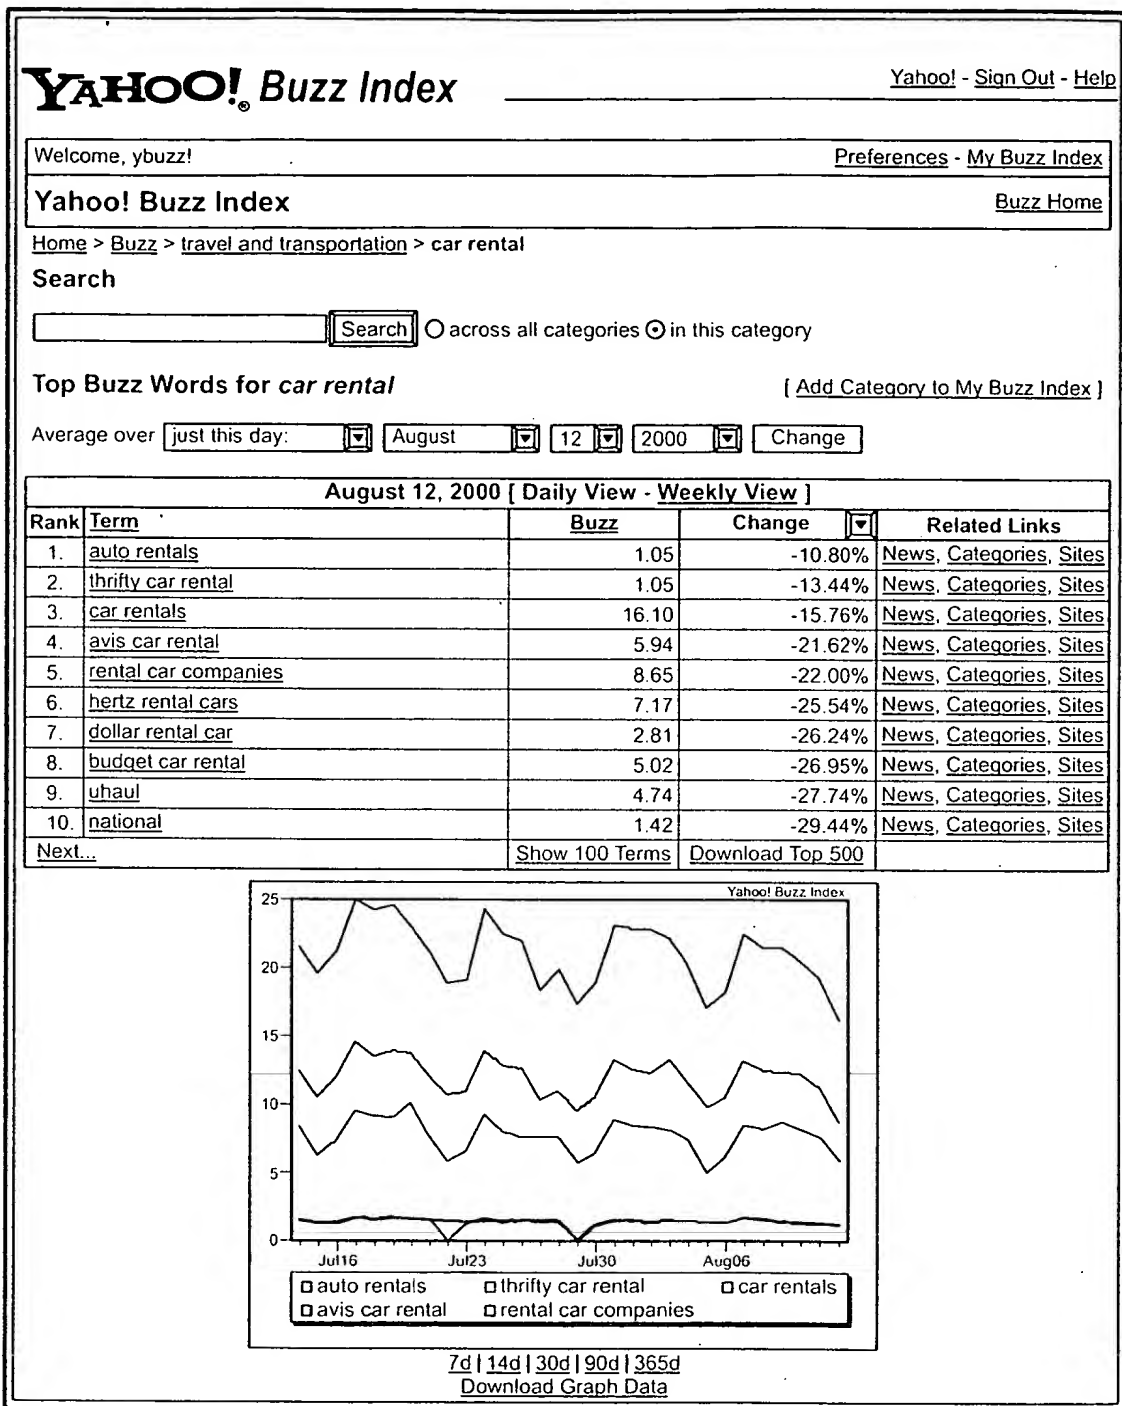 YAHOO!® Buzz Index
Yahoo! - Sign Out - Help
Welcome, ybuzz!
Preferences - My Buzz Index
Yahoo! Buzz Index
Buzz Home
Home > Buzz > travel and transportation > car rental
Search
Search across all categories in this category
Top Buzz Words for car rental
[ Add Category to My Buzz Index ]
Average over just this day: August 12 2000 Change
August 12, 2000 [ Daily View - Weekly View ]
Rank Term Buzz Change Related Links
1. auto rentals 1.05 -10.80% News, Categories, Sites
2. thrifty car rental 1.05 -13.44% News, Categories, Sites
3. car rentals 16.10 -15.76% News, Categories, Sites
4. avis car rental 5.94 -21.62% News, Categories, Sites
5. rental car companies 8.65 -22.00% News, Categories, Sites
6. hertz rental cars 7.17 -25.54% News, Categories, Sites
7. dollar rental car 2.81 -26.24% News, Categories, Sites
8. budget car rental 5.02 -26.95% News, Categories, Sites
9. uhaul 4.74 -27.74% News, Categories, Sites
10. national 1.42 -29.44% News, Categories, Sites
Next... Show 100 Terms Download Top 500
Yahoo! Buzz Index
25
20
15
10
5
0
Jul16 Jul23 Jul30 Aug06
auto rentals thrifty car rental car rentals
avis car rental rental car companies
7d | 14d | 30d | 90d | 365d
Download Graph Data